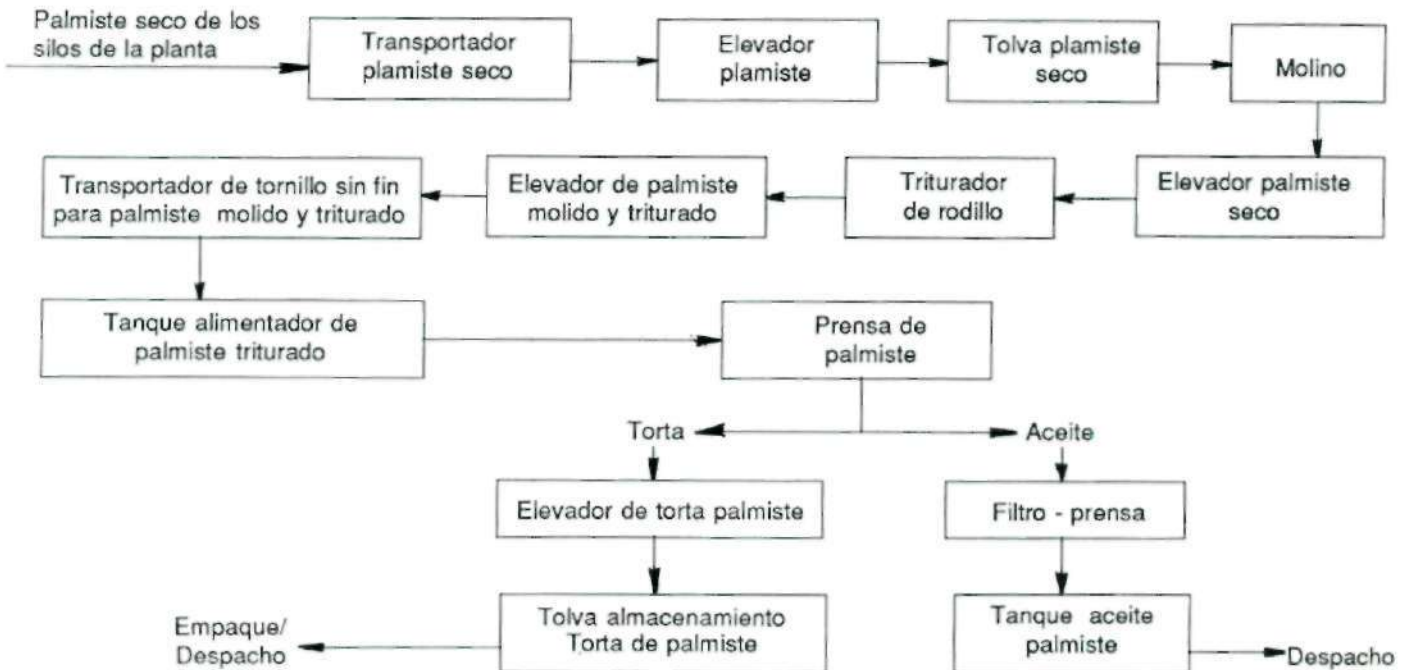 Palmiste seco de los
silos de la planta
Transportador
plamiste seco
Elevador
plamiste
Tolva plamiste
seco
Molino
Transportador de tornillo sin fin
para palmiste molido y triturado
Elevador de palmiste
molido y triturado
Triturador
de rodillo
Elevador palmiste
seco
Tanque alimentador de
palmiste triturado
Prensa de
palmiste
Torta
Aceite
Elevador de torta palmiste
Filtro - prensa
Empaque/
Despacho
Tolva almacenamiento
Torta de palmiste
Tanque aceite
palmiste
Despacho